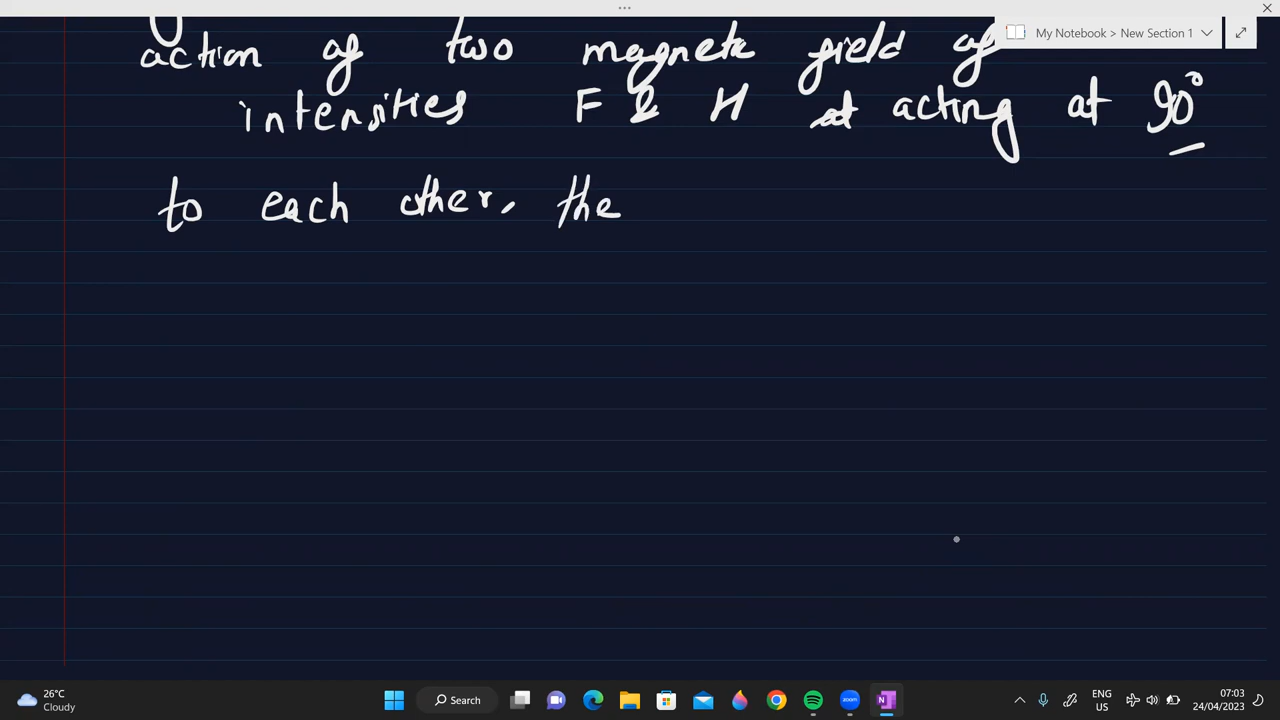 My Notebook > New Section 1
action of two magnetic field of
intensities F & H acting at 90°
to each other, the
26°C
Cloudy
Search
zoom
ENG
US
07:03
24/04/2023